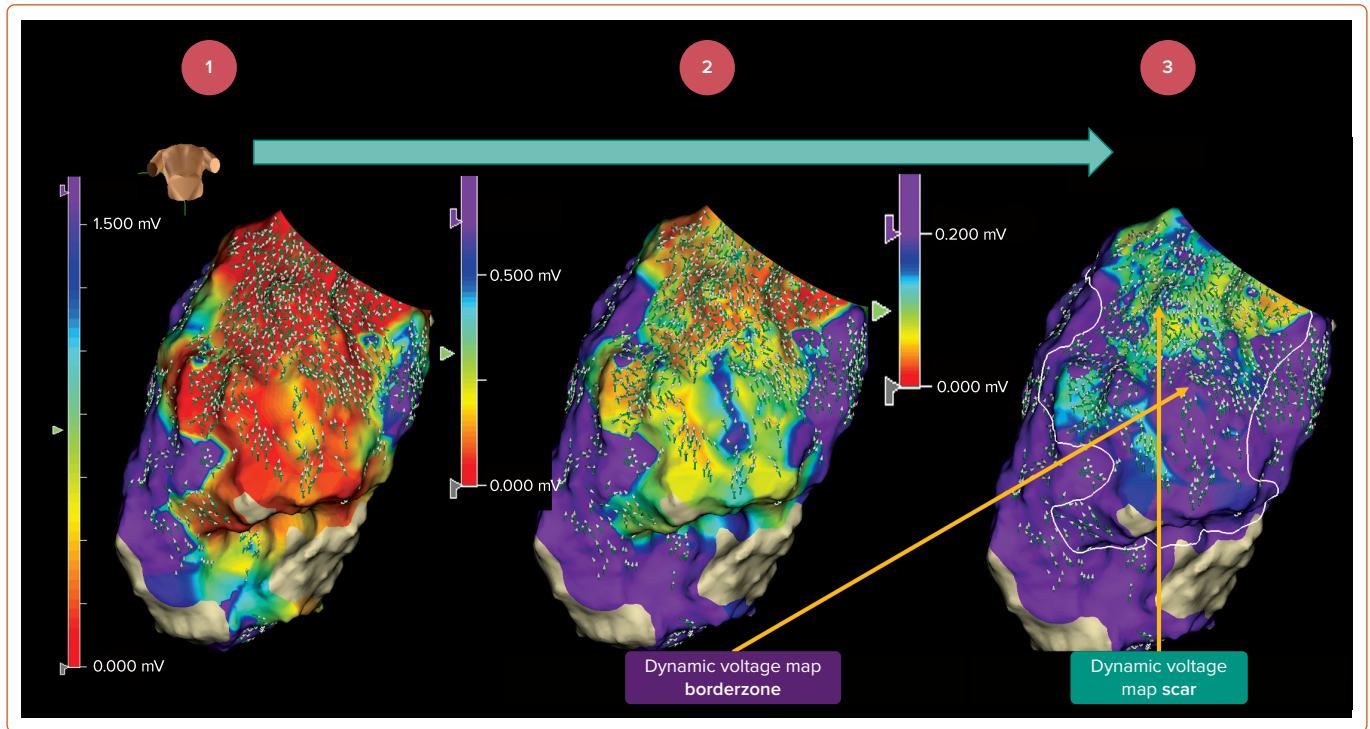 1
2
3
1.500 mV
0.000 mV
0.500 mV
0.000 mV
0.200 mV
0.000 mV
Dynamic voltage map
borderzone
Dynamic voltage
map scar